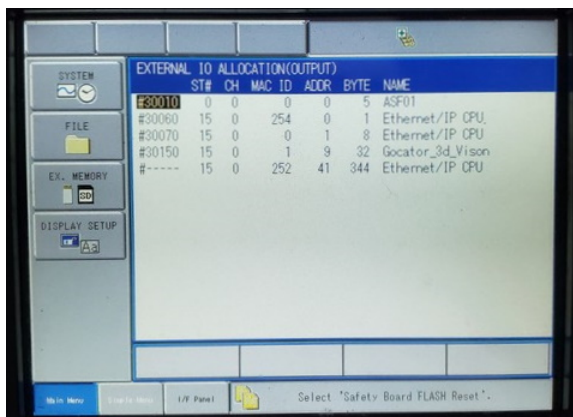 EXTERNAL IO ALLOCATION(OUTPUT)
ST# CH MAC ID ADDR BYTE NAME
#30010 0 0 0 0 5 ASF01
#30060 15 0 254 0 1 Ethernet/IP CPU.
#30070 15 0 0 1 8 Ethernet/IP CPU
#30150 15 0 1 9 32 Gocator_3d_Vison
#---- 15 0 252 41 344 Ethernet/IP CPU
SYSTEM
FILE
EX. MEMORY
SD
DISPLAY SETUP
Aa
Main Menu
I/F Panel
Select 'Safety Board FLASH Reset'.